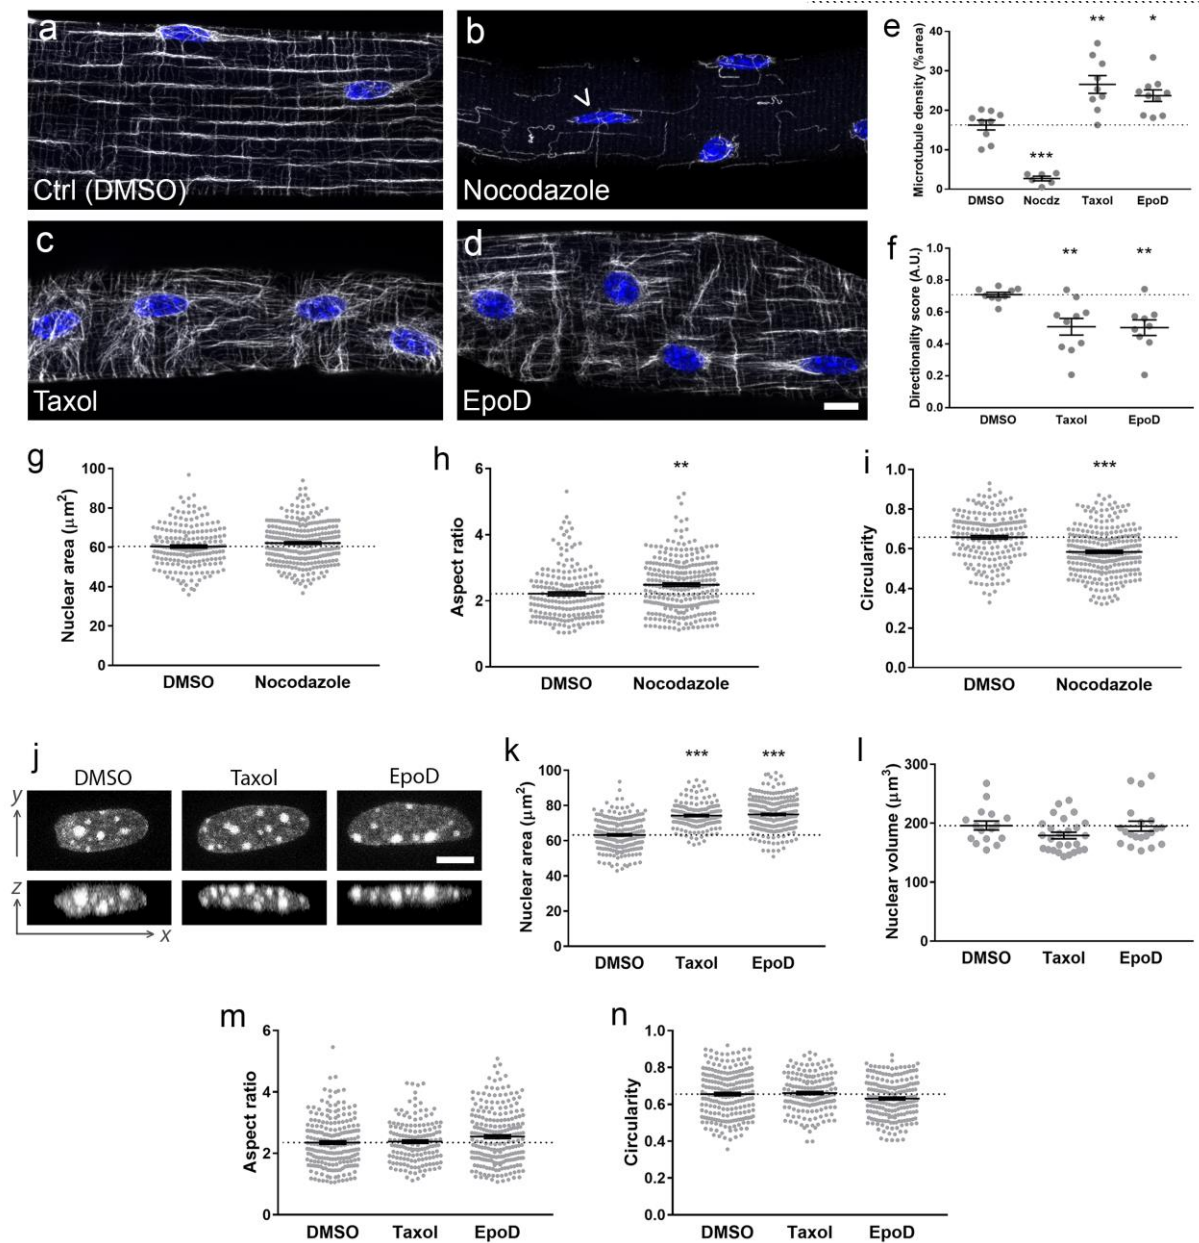 a
Ctrl (DMSO)
b
Nocodazole
c
Taxol
d
EpoD
e
Microtubule density (%area)
40
30
20
10
0
**
*
***
DMSO Nocdz Taxol EpoD
f
Directionality score (A.U.)
1.0
0.8
0.6
0.4
0.2
0.0
** **
DMSO Taxol EpoD
g
Nuclear area (μm2)
100
80
60
40
20
0
DMSO Nocodazole
h
Aspect ratio
6
4
2
0
**
DMSO Nocodazole
i
Circularity
1.0
0.8
0.6
0.4
0.2
0.0
***
DMSO Nocodazole
j
DMSO Taxol EpoD
y
z
x
k
Nuclear area (μm2)
100
80
60
40
20
0
*** ***
DMSO Taxol EpoD
l
Nuclear volume (μm3)
300
200
100
0
DMSO Taxol EpoD
m
Aspect ratio
6
4
2
0
DMSO Taxol EpoD
n
Circularity
1.0
0.8
0.6
0.4
0.2
0.0
DMSO Taxol EpoD